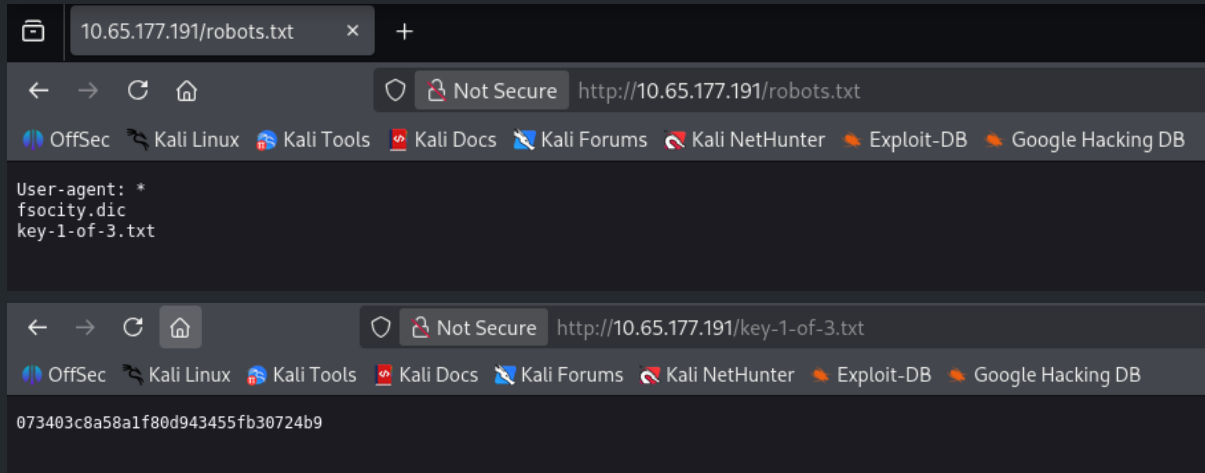 10.65.177.191/robots.txt
Not Secure http://10.65.177.191/robots.txt
OffSec Kali Linux Kali Tools Kali Docs Kali Forums Kali NetHunter Exploit-DB Google Hacking DB
User-agent: *
fsocity.dic
key-1-of-3.txt
Not Secure http://10.65.177.191/key-1-of-3.txt
OffSec Kali Linux Kali Tools Kali Docs Kali Forums Kali NetHunter Exploit-DB Google Hacking DB
073403c8a58a1f80d943455fb30724b9